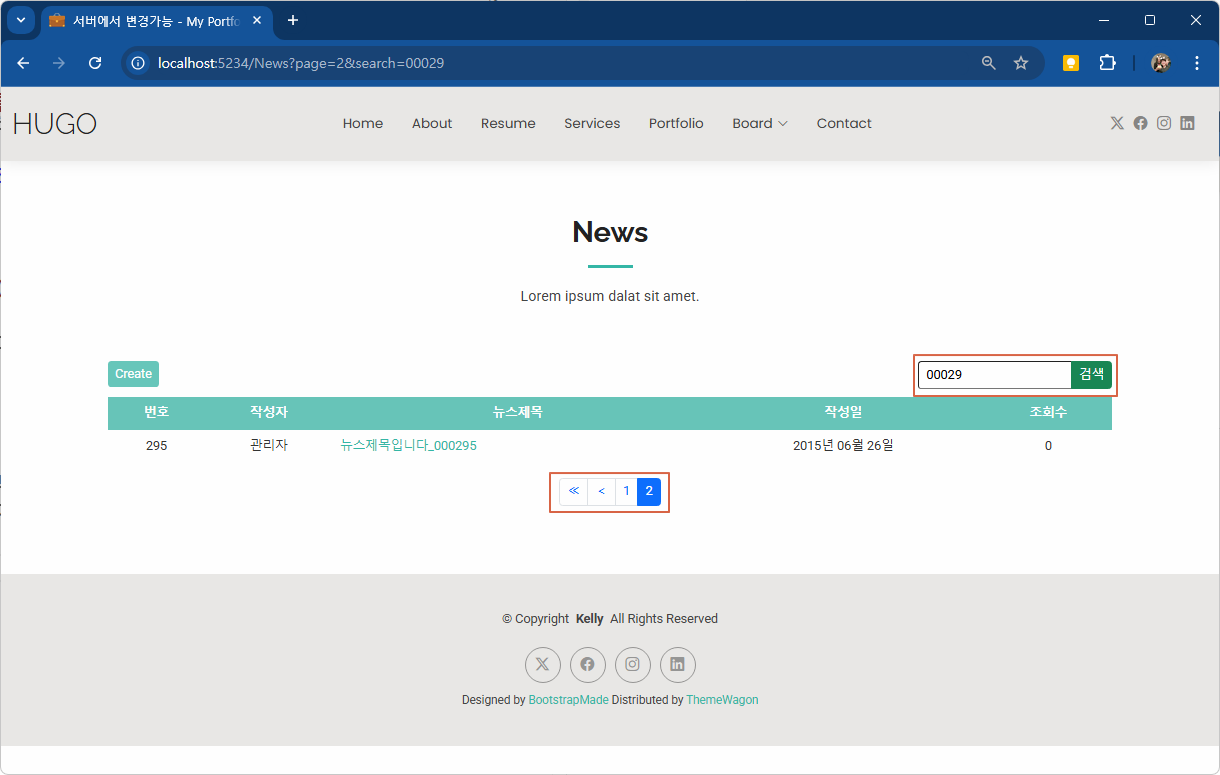 서버에서 변경가능 - My Portfo
localhost:5234/News?page=2&search=00029
HUGO
Home About Resume Services Portfolio Board Contact
News
Lorem ipsum dalat sit amet.
Create
00029 검색
번호 작성자 뉴스제목 작성일 조회수
295 관리자 뉴스제목입니다_000295 2015년 06월 26일 0
≪ < 1 2
© Copyright Kelly All Rights Reserved
Designed by BootstrapMade Distributed by ThemeWagon